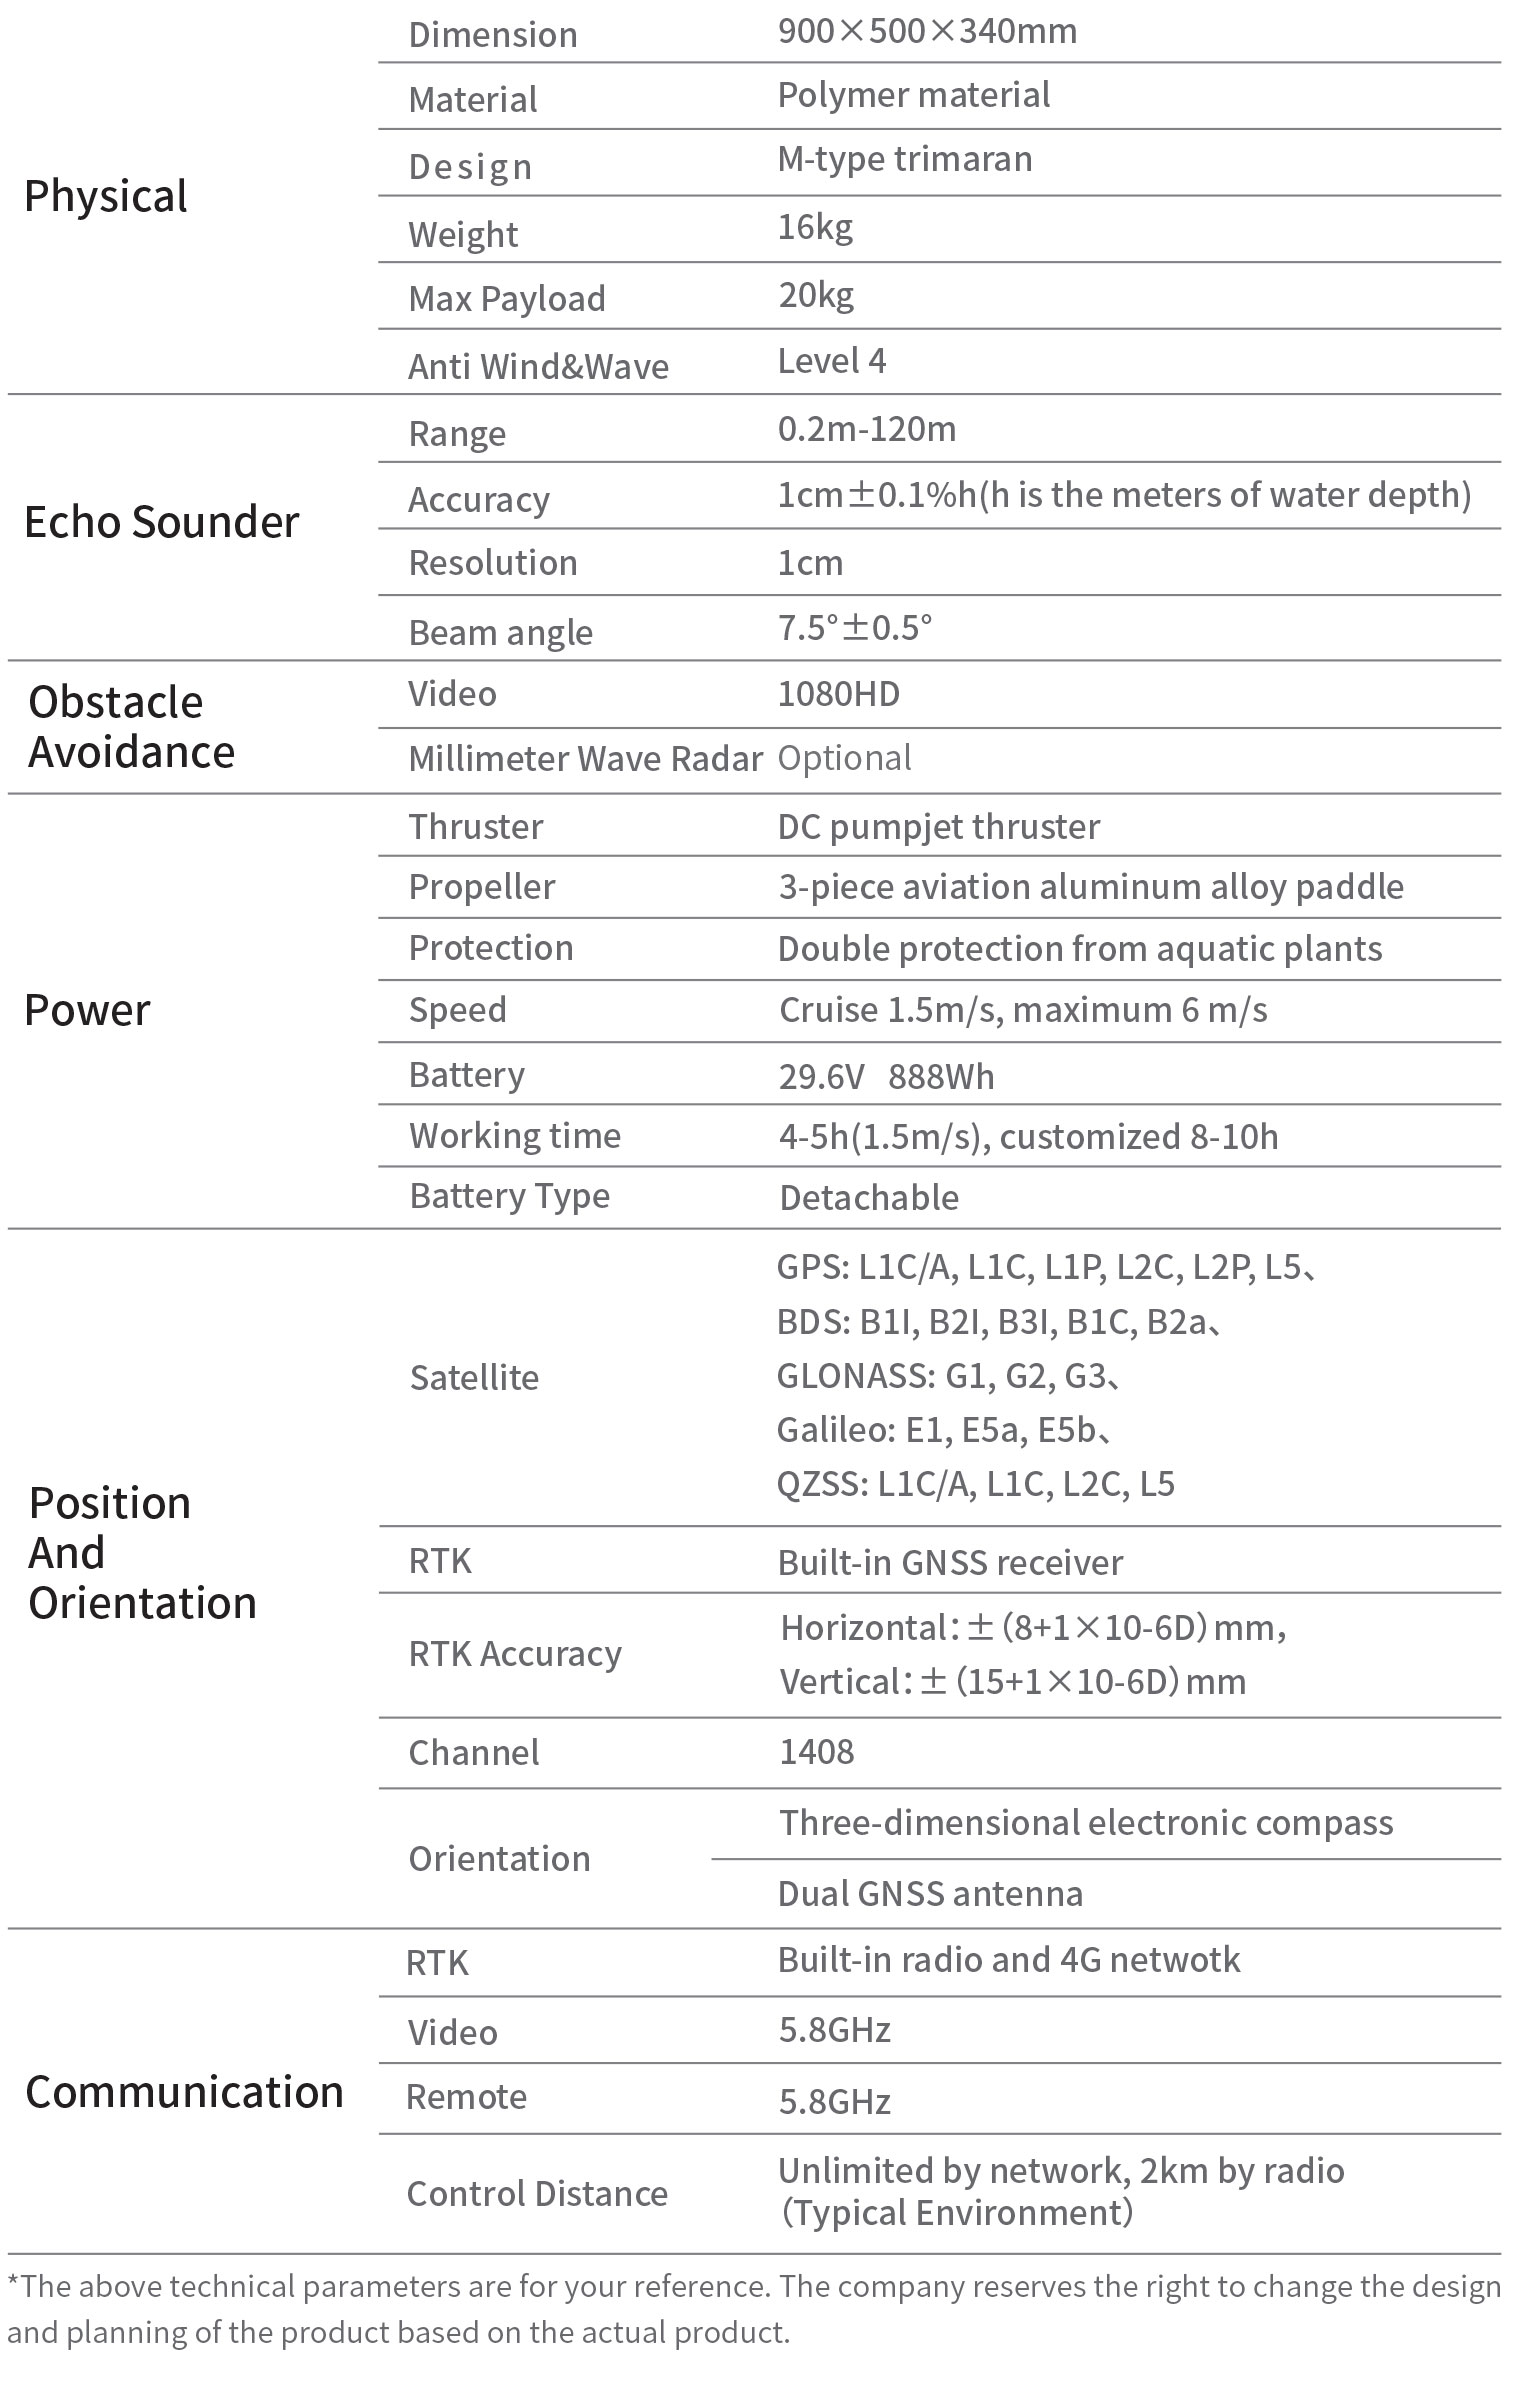 Physical
Dimension 900×500×340mm
Material Polymer material
Design M-type trimaran
Weight 16kg
Max Payload 20kg
Anti Wind&Wave Level 4
Echo Sounder
Range 0.2m-120m
Accuracy 1cm±0.1%h(h is the meters of water depth)
Resolution 1cm
Beam angle 7.5°±0.5°
Obstacle
Avoidance
Video 1080HD
Millimeter Wave Radar Optional
Power
Thruster DC pumpjet thruster
Propeller 3-piece aviation aluminum alloy paddle
Protection Double protection from aquatic plants
Speed Cruise 1.5m/s, maximum 6 m/s
Battery 29.6V 888Wh
Working time 4-5h(1.5m/s), customized 8-10h
Battery Type Detachable
Position
And
Orientation
Satellite
GPS: L1C/A, L1C, L1P, L2C, L2P, L5、
BDS: B1I, B2I, B3I, B1C, B2a、
GLONASS: G1, G2, G3、
Galileo: E1, E5a, E5b、
QZSS: L1C/A, L1C, L2C, L5
RTK Built-in GNSS receiver
RTK Accuracy
Horizontal：±（8+1×10-6D）mm，
Vertical：±（15+1×10-6D）mm
Channel 1408
Orientation
Three-dimensional electronic compass
Dual GNSS antenna
Communication
RTK Built-in radio and 4G netwotk
Video 5.8GHz
Remote 5.8GHz
Control Distance
Unlimited by network, 2km by radio
（Typical Environment）
*The above technical parameters are for your reference. The company reserves the right to change the design
and planning of the product based on the actual product.